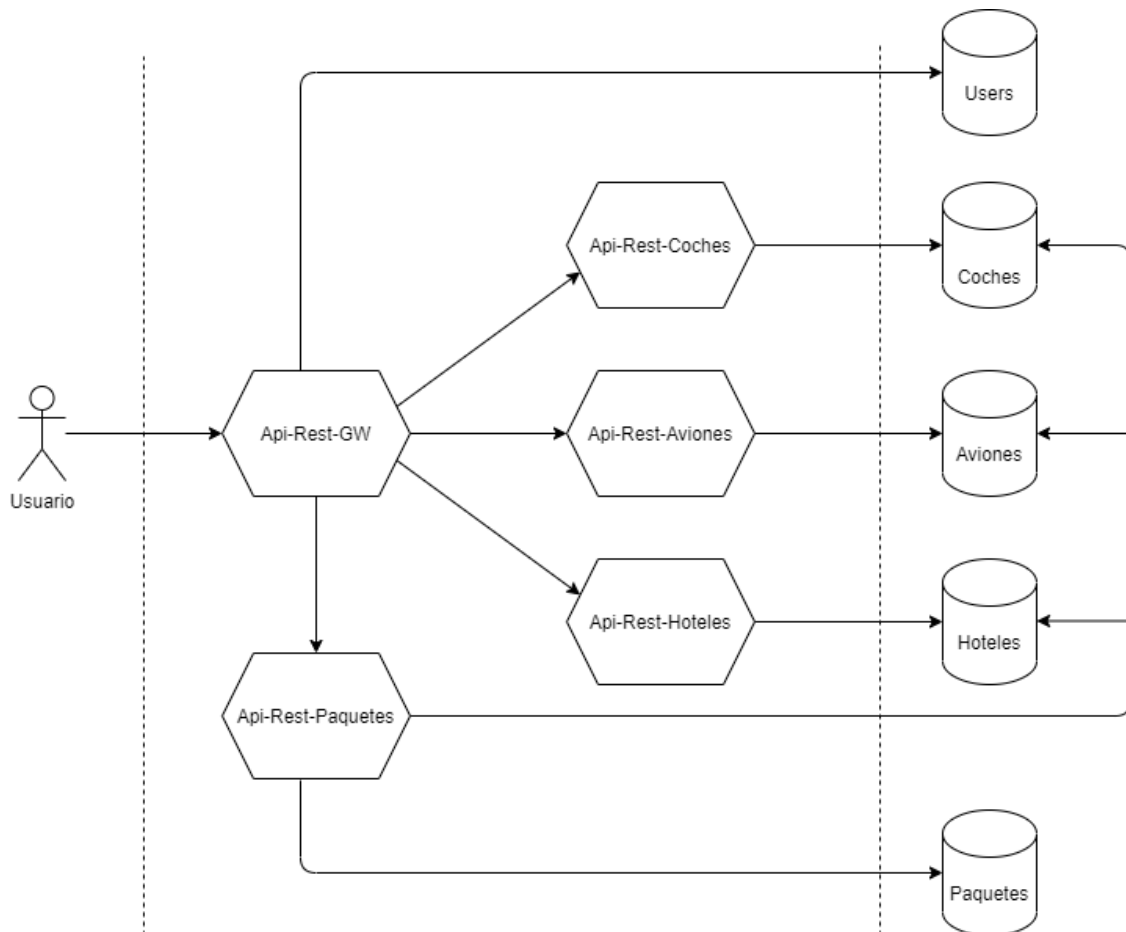 Users
Api-Rest-Coches
Coches
Api-Rest-GW
Api-Rest-Aviones
Aviones
Usuario
Api-Rest-Hoteles
Hoteles
Api-Rest-Paquetes
Paquetes